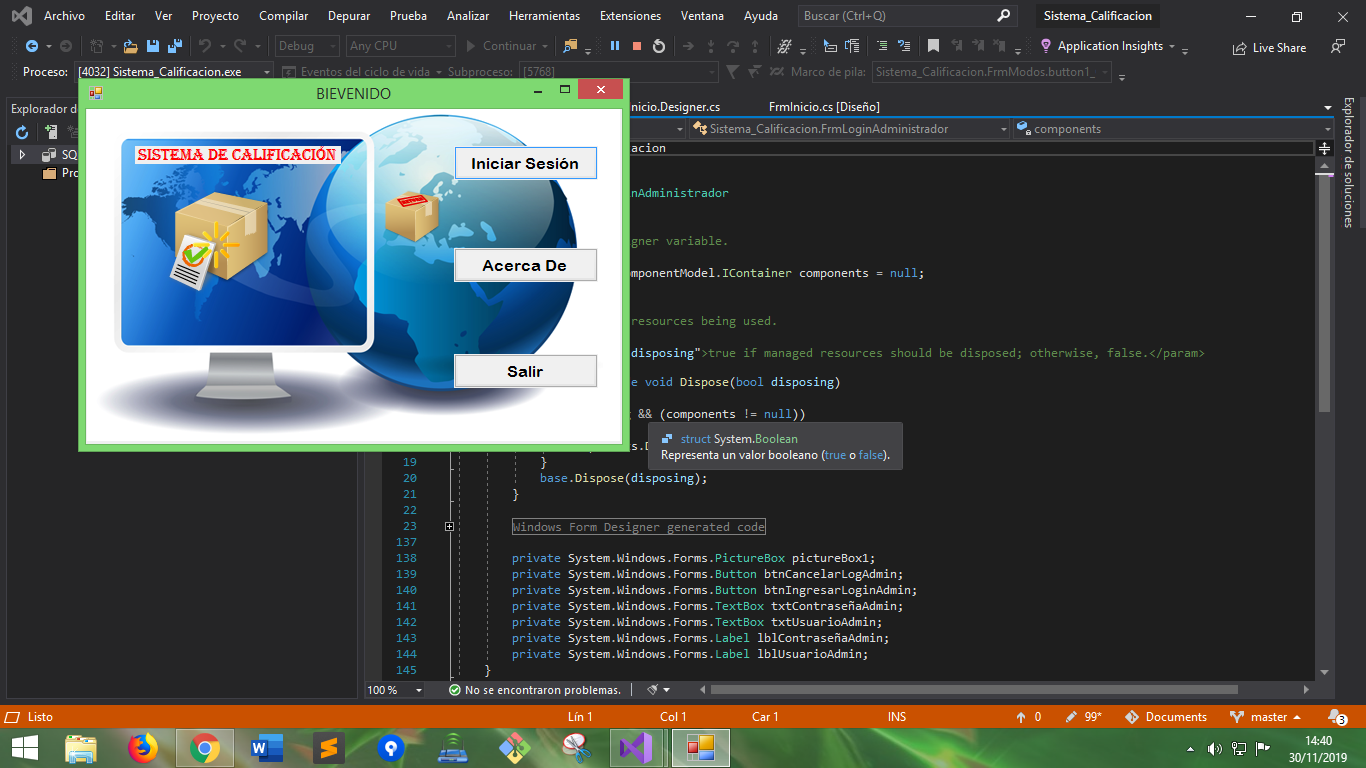 Archivo Editar Ver Proyecto Compilar Depurar Prueba Analizar Herramientas Extensiones Ventana Ayuda Buscar (Ctrl+Q) Sistema_Calificacion
Debug Any CPU Continuar Application Insights Live Share
Proceso: [4032] Sistema_Calificacion.exe Eventos del ciclo de vida Subproceso: [5768] Marco de pila: Sistema_Calificacion.FrmModos.button1_
BIEVENIDO
SISTEMA DE CALIFICACIÓN
Iniciar Sesión
Acerca De
Salir
Explorador d
SQ
Pro
nicio.Designer.cs FrmInicio.cs [Diseño]
Sistema_Calificacion.FrmLoginAdministrador components
acion
nAdministrador
igner variable.
omponentModel.IContainer components = null;
resources being used.
disposing">true if managed resources should be disposed; otherwise, false.</param>
e void Dispose(bool disposing)
&& (components != null))
s.D
struct System.Boolean
Representa un valor booleano (true o false).
19 }
20 base.Dispose(disposing);
21 }
22
23 Windows Form Designer generated code
137
138 private System.Windows.Forms.PictureBox pictureBox1;
139 private System.Windows.Forms.Button btnCancelarLogAdmin;
140 private System.Windows.Forms.Button btnIngresarLoginAdmin;
141 private System.Windows.Forms.TextBox txtContraseñaAdmin;
142 private System.Windows.Forms.TextBox txtUsuarioAdmin;
143 private System.Windows.Forms.Label lblContraseñaAdmin;
144 private System.Windows.Forms.Label lblUsuarioAdmin;
145 }
100 % No se encontraron problemas.
Explorador de soluciones
Listo Lín 1 Col 1 Car 1 INS 0 99* Documents master 3
14:40
30/11/2019